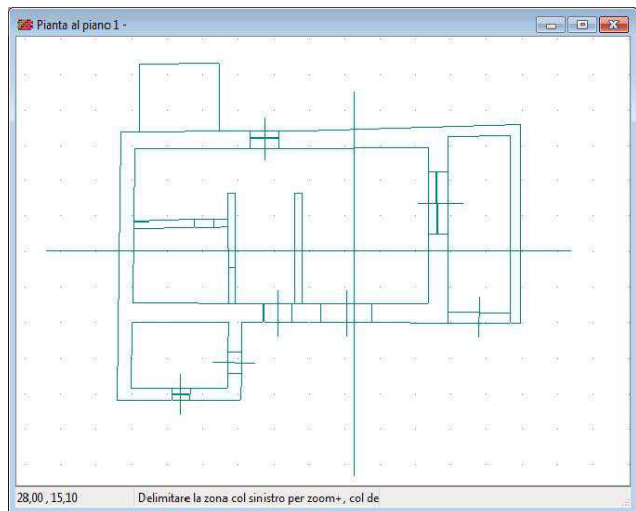 Pianta al piano 1 -
28,00 , 15,10 Delimitare la zona col sinistro per zoom+, col de